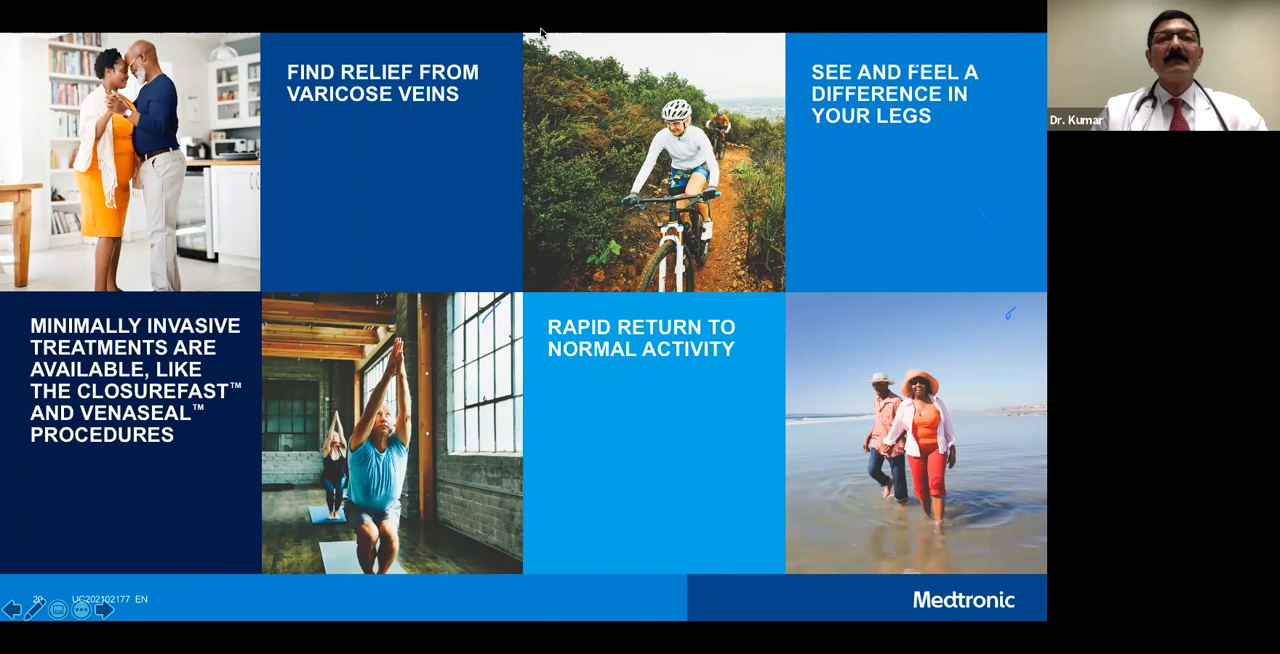 FIND RELIEF FROM
VARICOSE VEINS
SEE AND FEEL A
DIFFERENCE IN
YOUR LEGS
Dr. Kumar
MINIMALLY INVASIVE
TREATMENTS ARE
AVAILABLE, LIKE
THE CLOSUREFAST™
AND VENASEAL™
PROCEDURES
RAPID RETURN TO
NORMAL ACTIVITY
UC202102177 EN
Medtronic